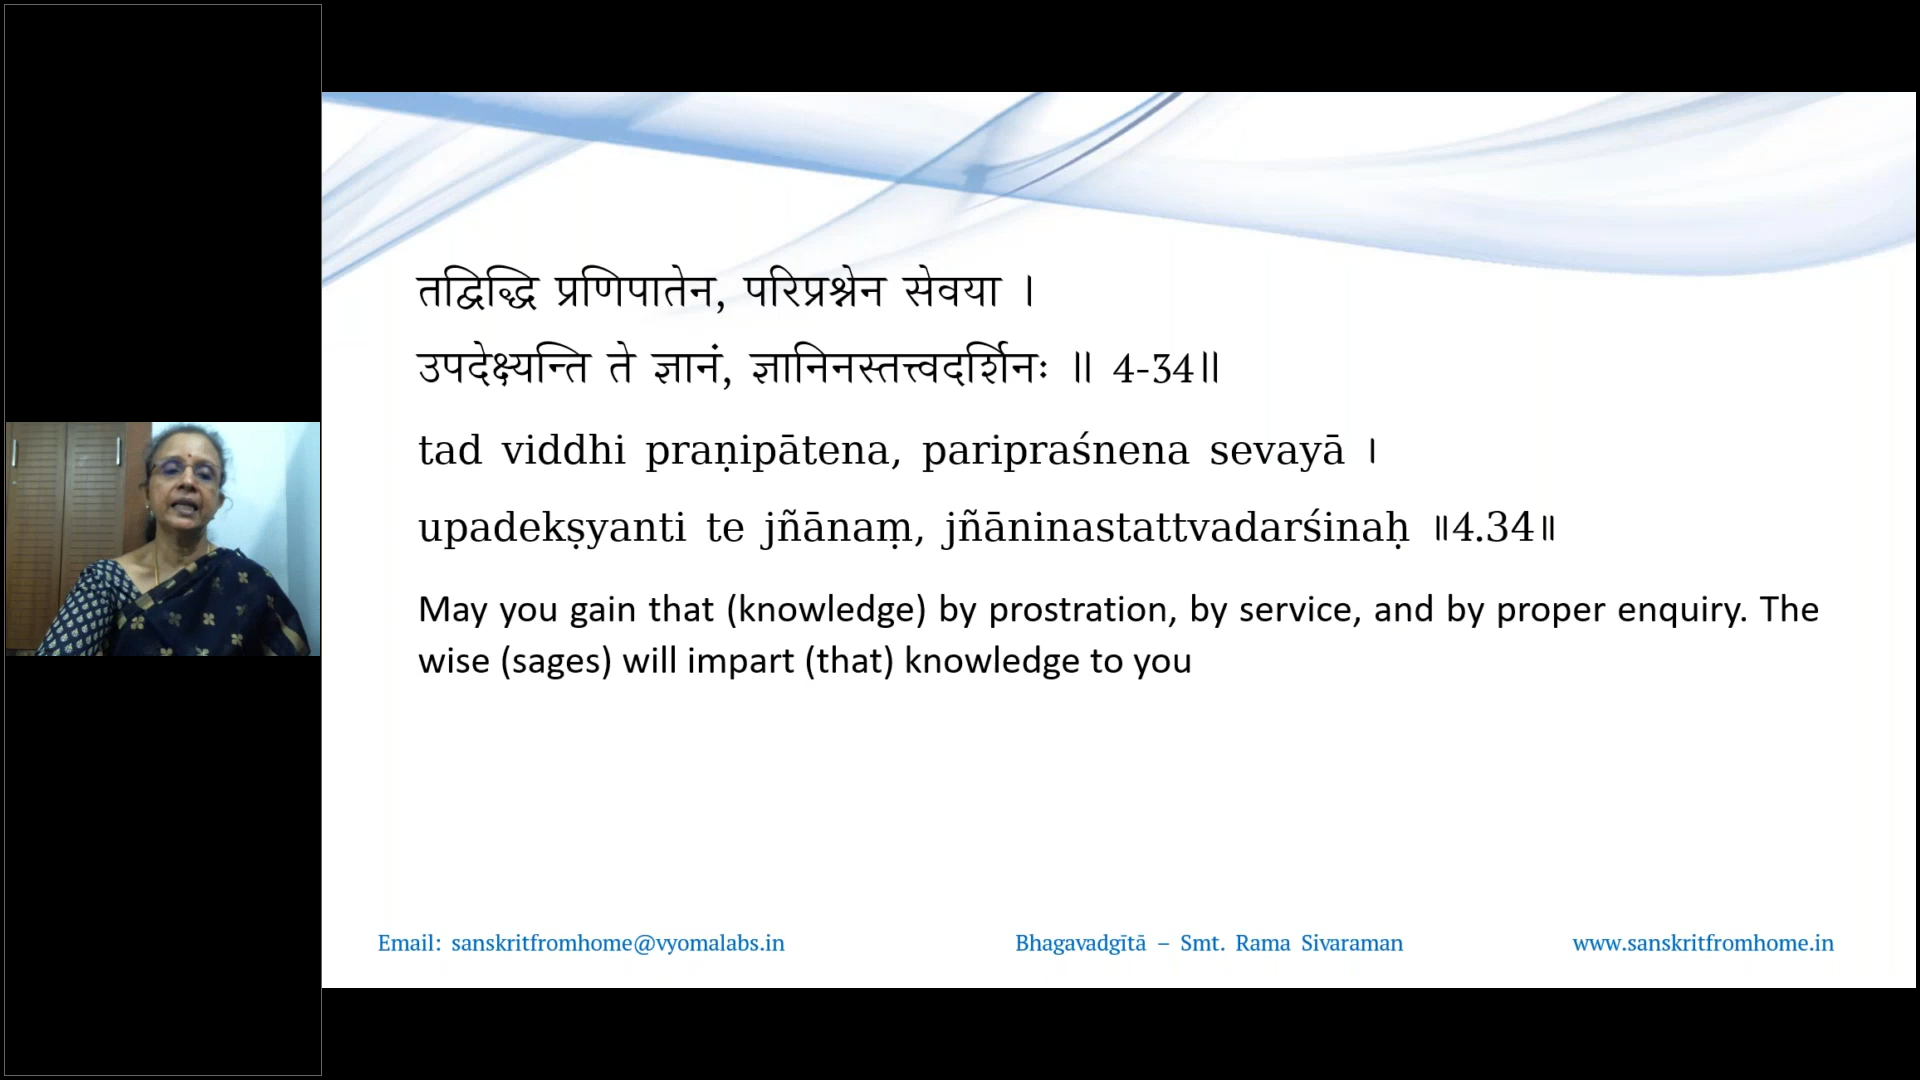 तद्विद्धि प्रणिपातेन, परिप्रश्नेन सेवया ।
उपदेक्ष्यन्ति ते ज्ञानं, ज्ञानिनस्तत्त्वदर्शिनः ॥ 4-34॥
tad viddhi praṇipātena, paripraśnena sevayā ।
upadekṣyanti te jñānaṃ, jñāninastattvadarśinaḥ ॥4.34॥
May you gain that (knowledge) by prostration, by service, and by proper enquiry. The
wise (sages) will impart (that) knowledge to you
Email: sanskritfromhome@vyomalabs.in Bhagavadgītā – Smt. Rama Sivaraman www.sanskritfromhome.in